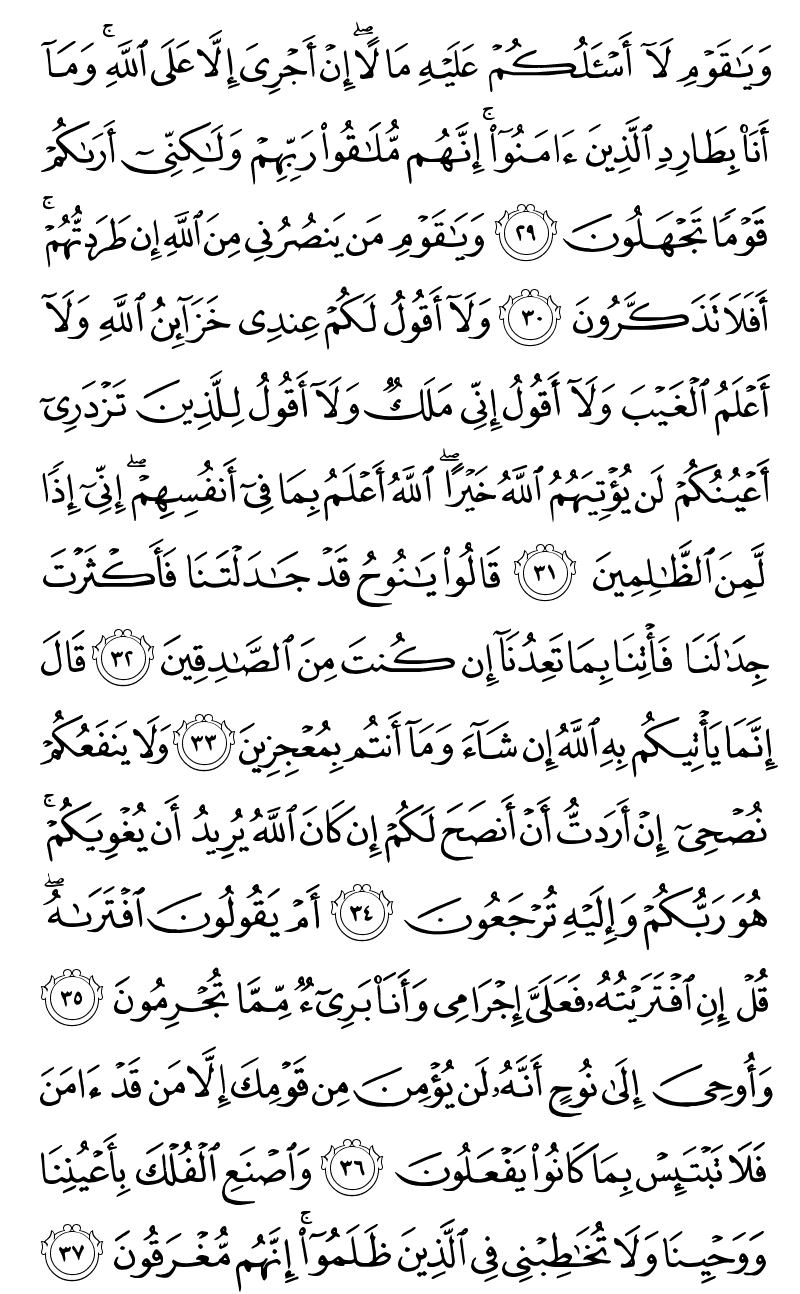 وَيَٰقَوۡمِ لَآ أَسۡـَٔلُكُمۡ عَلَيۡهِ مَالًاۖ إِنۡ أَجۡرِيَ إِلَّا عَلَى ٱللَّهِۚ وَمَآ
أَنَا۠ بِطَارِدِ ٱلَّذِينَ ءَامَنُوٓاْۚ إِنَّهُم مُّلَٰقُواْ رَبِّهِمۡ وَلَٰكِنِّيٓ أَرَىٰكُمۡ
قَوۡمٗا تَجۡهَلُونَ ٢٩ وَيَٰقَوۡمِ مَن يَنصُرُنِي مِنَ ٱللَّهِ إِن طَرَدتُّهُمۡۚ
أَفَلَا تَذَكَّرُونَ ٣٠ وَلَآ أَقُولُ لَكُمۡ عِندِي خَزَآئِنُ ٱللَّهِ وَلَآ
أَعۡلَمُ ٱلۡغَيۡبَ وَلَآ أَقُولُ إِنِّي مَلَكٞ وَلَآ أَقُولُ لِلَّذِينَ تَزۡدَرِيٓ
أَعۡيُنُكُمۡ لَن يُؤۡتِيَهُمُ ٱللَّهُ خَيۡرًاۖ ٱللَّهُ أَعۡلَمُ بِمَا فِيٓ أَنفُسِهِمۡۖ إِنِّيٓ إِذٗا
لَّمِنَ ٱلظَّٰلِمِينَ ٣١ قَالُواْ يَٰنُوحُ قَدۡ جَٰدَلۡتَنَا فَأَكۡثَرۡتَ
جِدَٰلَنَا فَأۡتِنَا بِمَا تَعِدُنَآ إِن كُنتَ مِنَ ٱلصَّٰدِقِينَ ٣٢ قَالَ
إِنَّمَا يَأۡتِيكُم بِهِ ٱللَّهُ إِن شَآءَ وَمَآ أَنتُم بِمُعۡجِزِينَ ٣٣ وَلَا يَنفَعُكُمۡ
نُصۡحِيٓ إِنۡ أَرَدتُّ أَنۡ أَنصَحَ لَكُمۡ إِن كَانَ ٱللَّهُ يُرِيدُ أَن يُغۡوِيَكُمۡۚ
هُوَ رَبُّكُمۡ وَإِلَيۡهِ تُرۡجَعُونَ ٣٤ أَمۡ يَقُولُونَ ٱفۡتَرَىٰهُۖ
قُلۡ إِنِ ٱفۡتَرَيۡتُهُۥ فَعَلَيَّ إِجۡرَامِي وَأَنَا۠ بَرِيٓءٞ مِّمَّا تُجۡرِمُونَ ٣٥
وَأُوحِيَ إِلَىٰ نُوحٍ أَنَّهُۥ لَن يُؤۡمِنَ مِن قَوۡمِكَ إِلَّا مَن قَدۡ ءَامَنَ
فَلَا تَبۡتَئِسۡ بِمَا كَانُواْ يَفۡعَلُونَ ٣٦ وَٱصۡنَعِ ٱلۡفُلۡكَ بِأَعۡيُنِنَا
وَوَحۡيِنَا وَلَا تُخَٰطِبۡنِي فِي ٱلَّذِينَ ظَلَمُوٓاْۚ إِنَّهُم مُّغۡرَقُونَ ٣٧